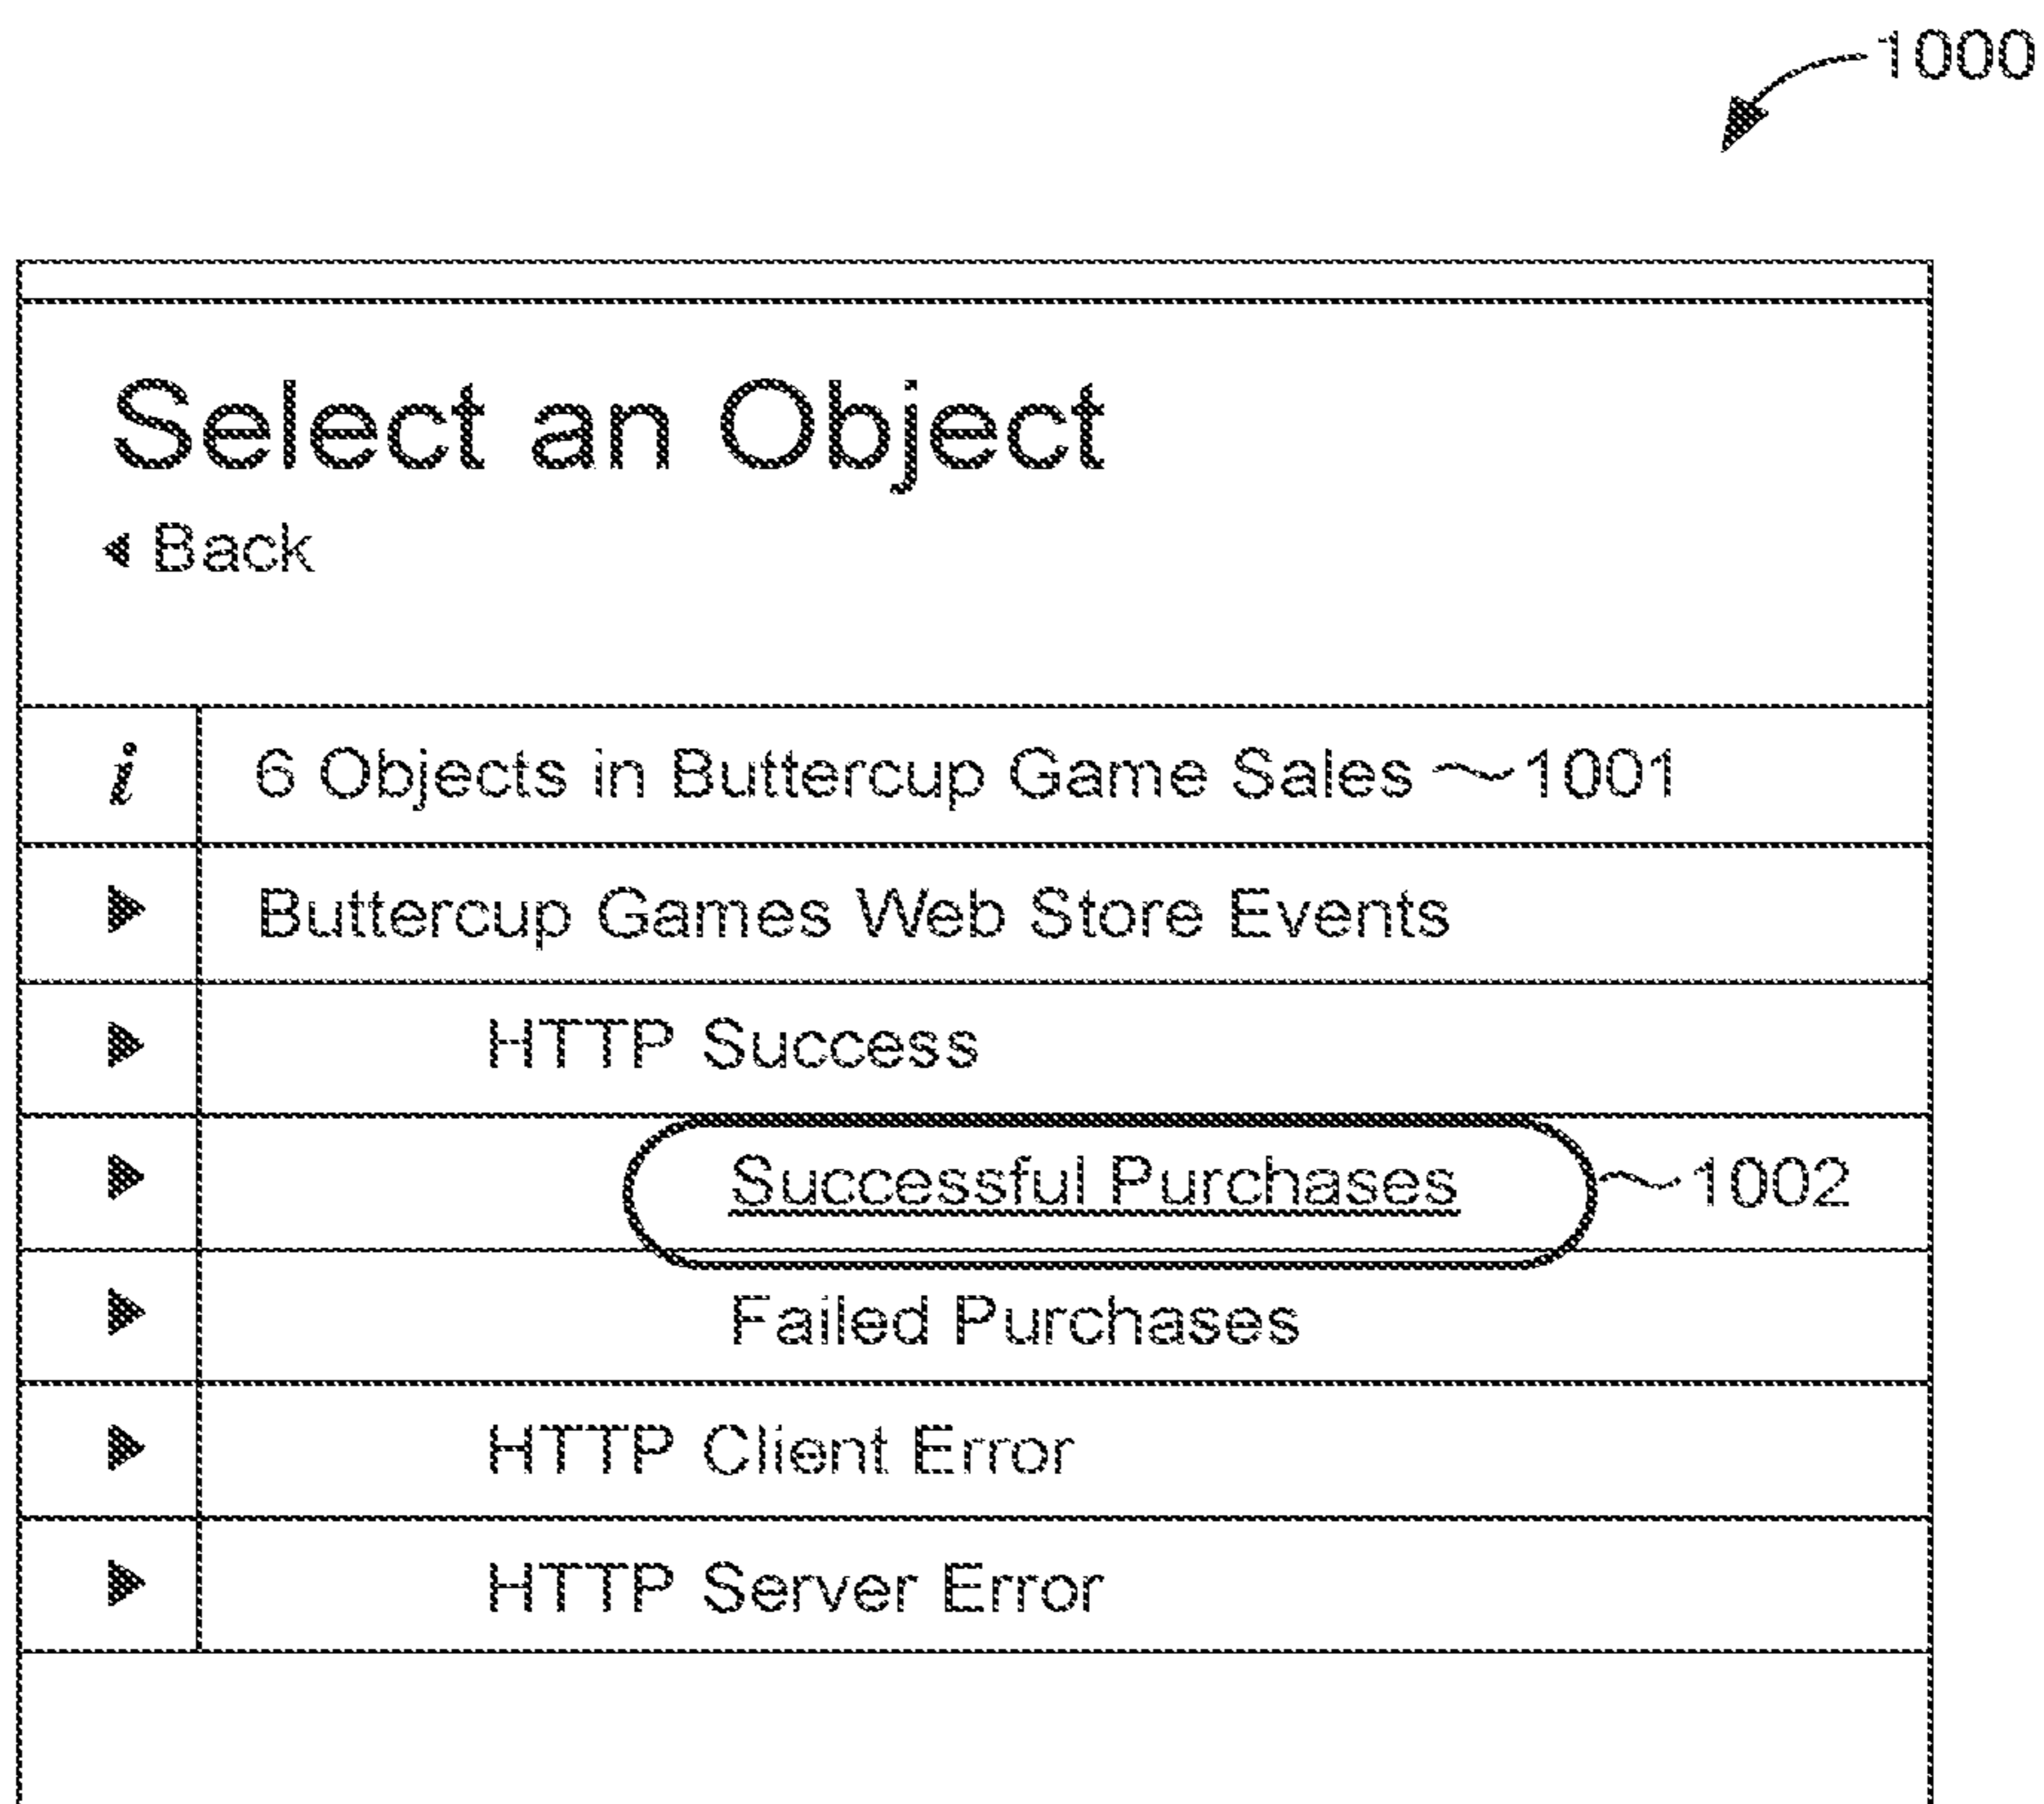 1000
Select an Object
Back
i 6 Objects in Buttercup Game Sales 1001
Buttercup Games Web Store Events
HTTP Success
Successful Purchases 1002
Failed Purchases
HTTP Client Error
HTTP Server Error